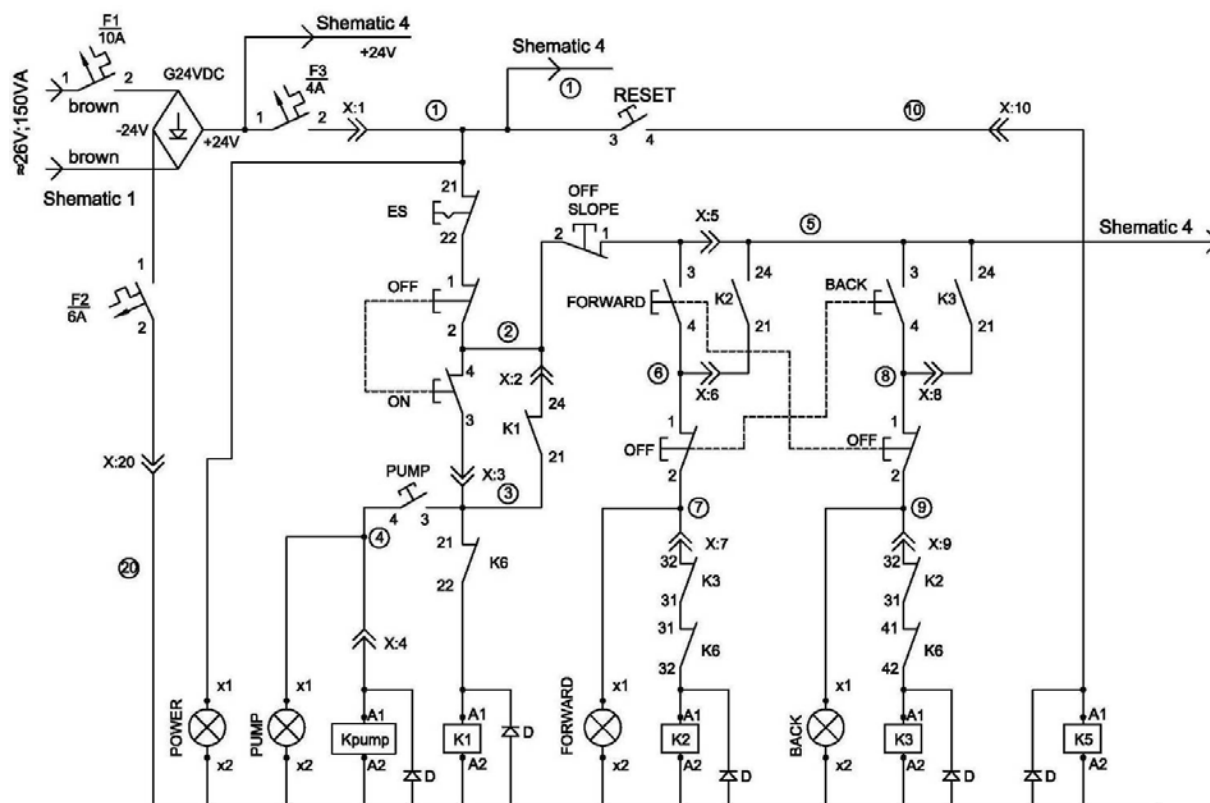 F1
10A
Shematic 4
+24V
Shematic 4
1 2
G24VDC
F3
4A
X:1
1
1
RESET
10
X:10
brown
-24V
+24V
1 2
3 4
≈26V;150VA
brown
Shematic 1
21
ES
22
OFF
SLOPE
2 1
X:5
5
Shematic 4
1
F2
6A
2
OFF
1
2
2
3
FORWARD
4
24
K2
21
BACK
3
4
24
K3
21
4
ON
3
X:2
24
K1
21
6
X:6
8
X:8
1
OFF
2
1
OFF
2
X:20
PUMP
4 3
X:3
3
4
7
X:7
9
X:9
20
21
K6
22
32
K3
31
32
K2
31
31
K6
32
41
K6
42
X:4
POWER
x1
x2
PUMP
x1
x2
A1
Kpump
A2
D
A1
K1
A2
D
FORWARD
x1
x2
A1
K2
A2
D
BACK
x1
x2
A1
K3
A2
D
D
A1
K5
A2